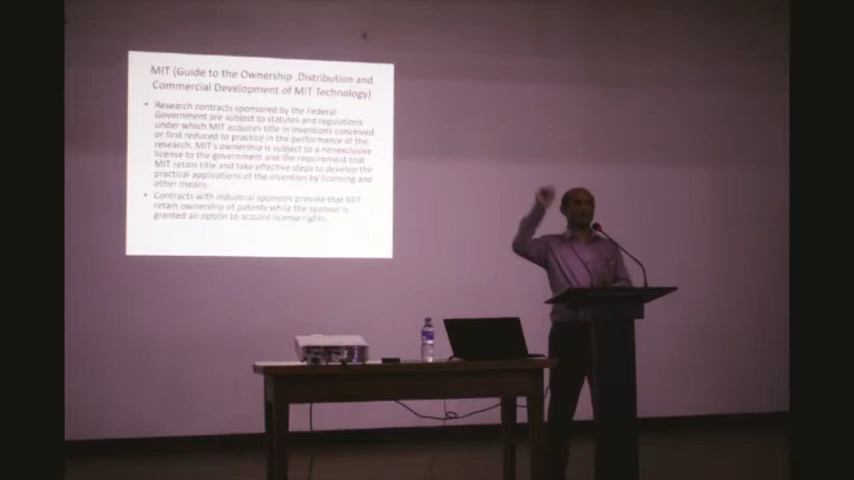 MIT (Guide to the Ownership ,Distribution and
Commercial Development of MIT Technology)
• Research contracts sponsored by the Federal
Government are subject to statutes and regulations
under which MIT acquires title in inventions conceived
or first reduced to practice in the performance of the
research. MIT's ownership is subject to a nonexclusive
license to the government and the requirement that
MIT retain title and take effective steps to develop the
practical applications of the invention by licensing and
other means.
• Contracts with industrial sponsors provide that MIT
retain ownership of patents while the sponsor is
granted an option to acquire license rights.